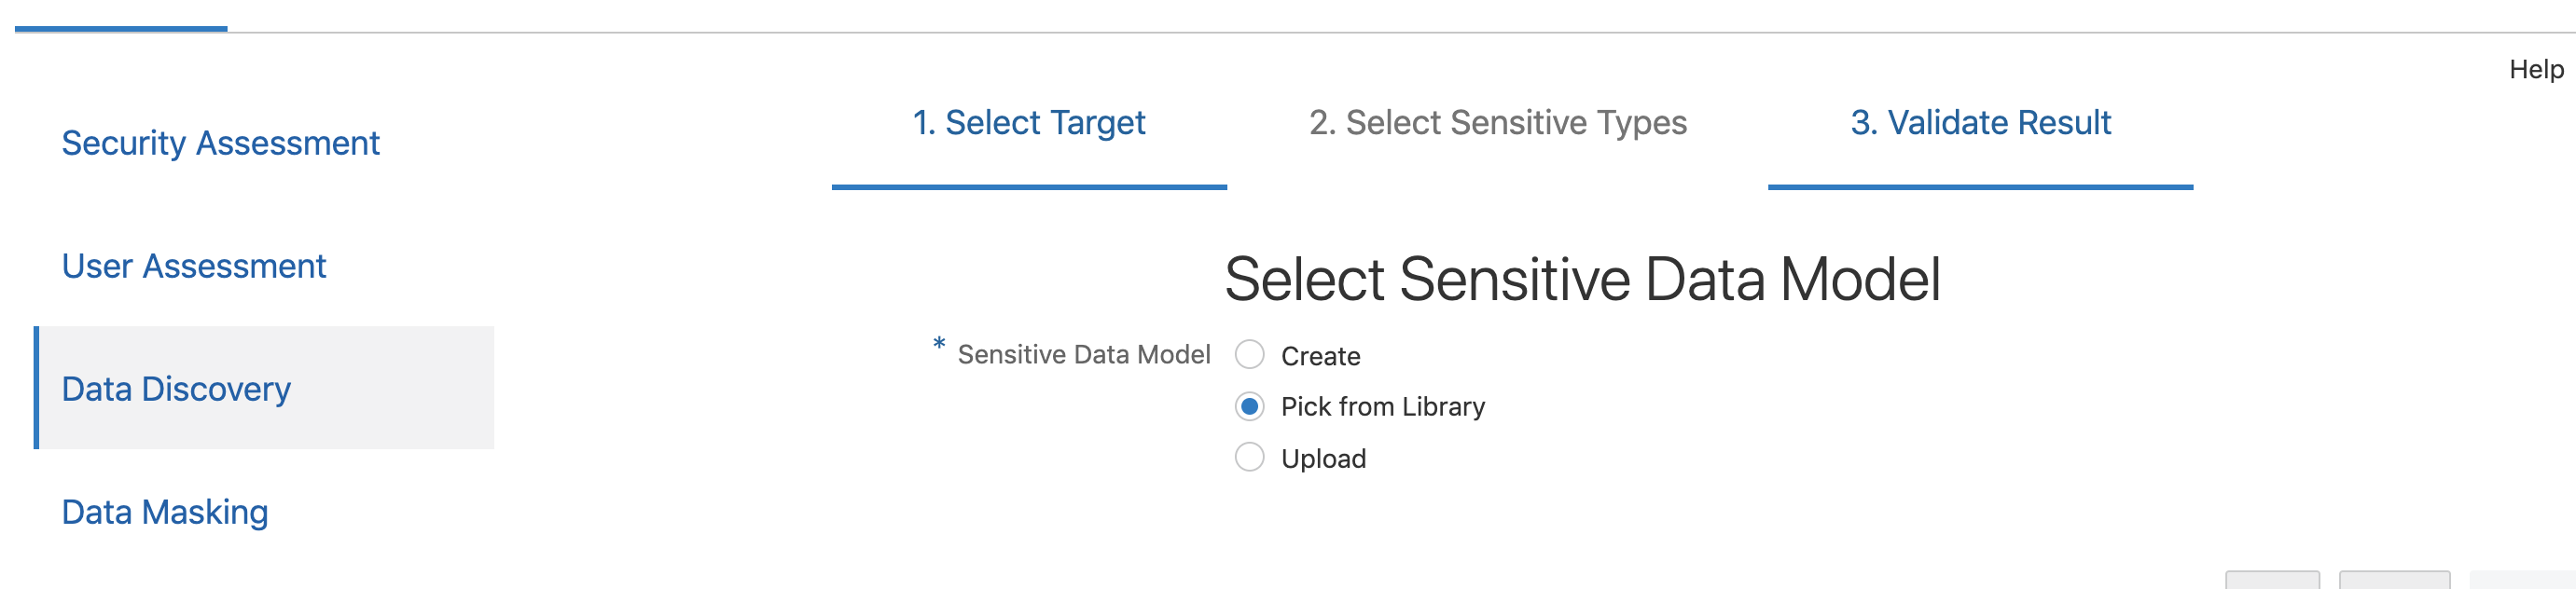 Help
1. Select Target
2. Select Sensitive Types
3. Validate Result
Security Assessment
User Assessment
Data Discovery
Data Masking
Select Sensitive Data Model
* Sensitive Data Model
Create
Pick from Library
Upload